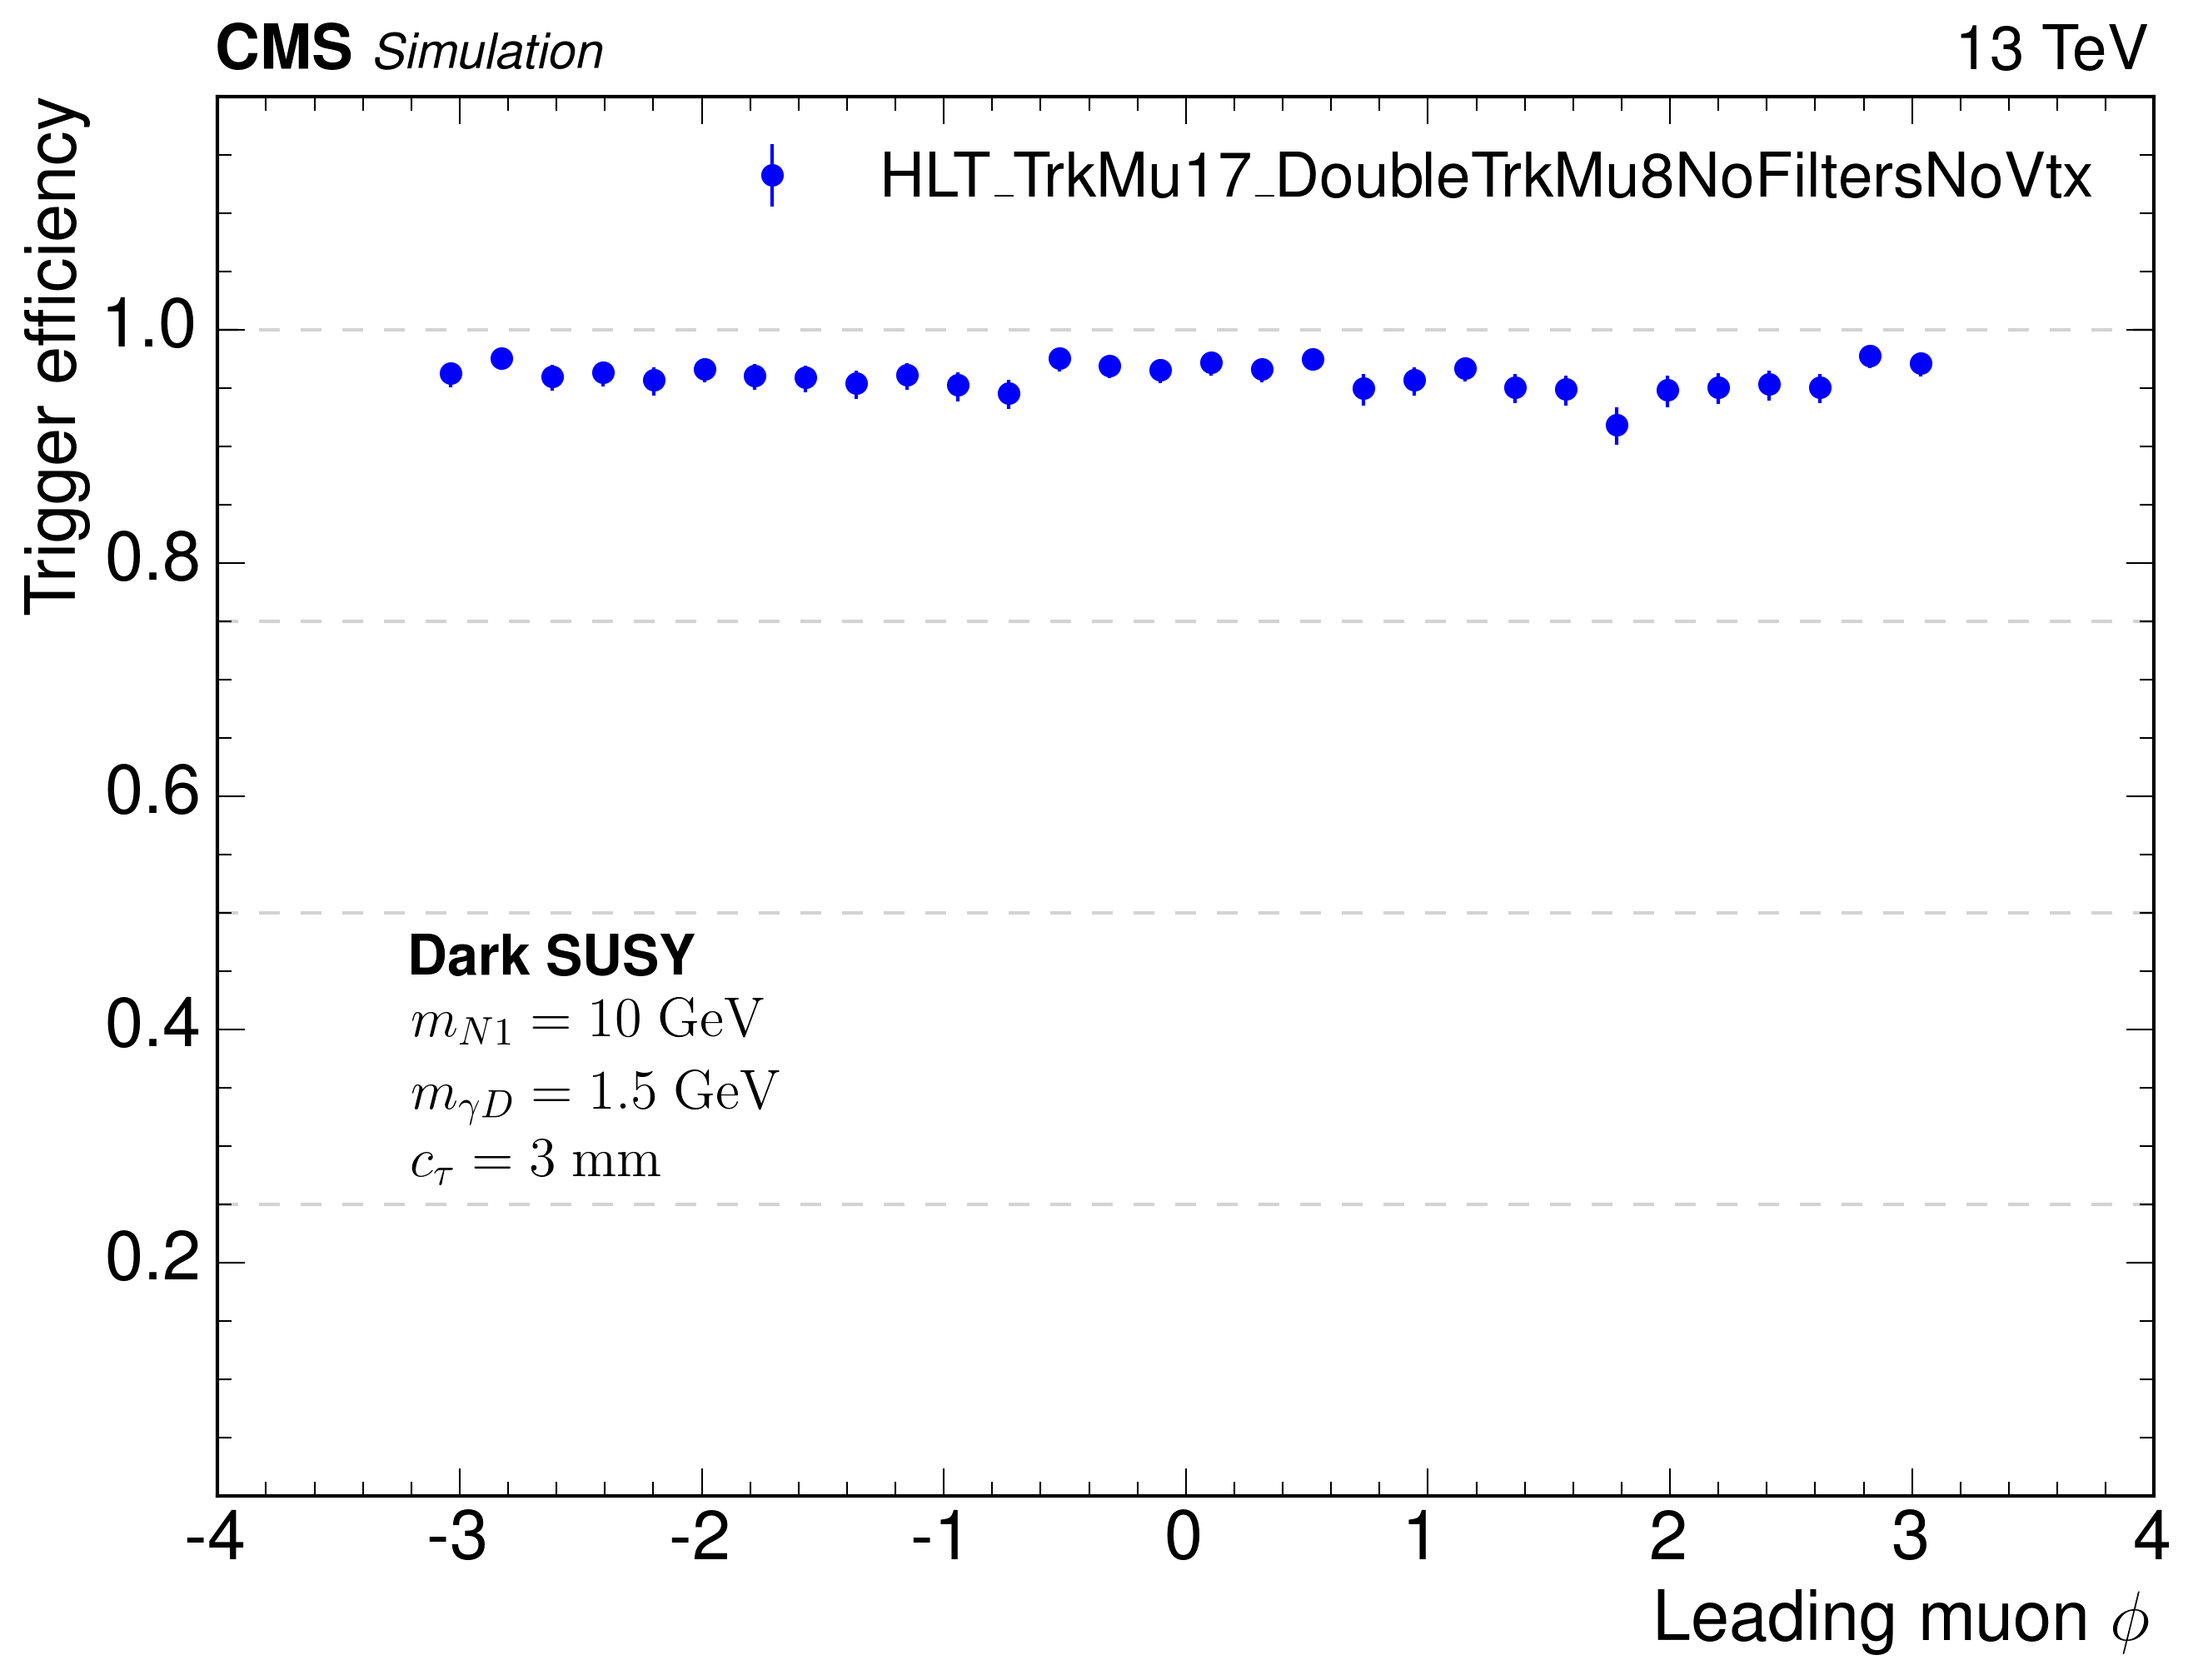 CMS Simulation 13 TeV
Trigger efficiency
HLT_TrkMu17_DoubleTrkMu8NoFiltersNoVtx
1.0
0.8
0.6
0.4
0.2
Dark SUSY
m_{N1} = 10 GeV
m_{γD} = 1.5 GeV
c_τ = 3 mm
-4 -3 -2 -1 0 1 2 3 4
Leading muon ϕ